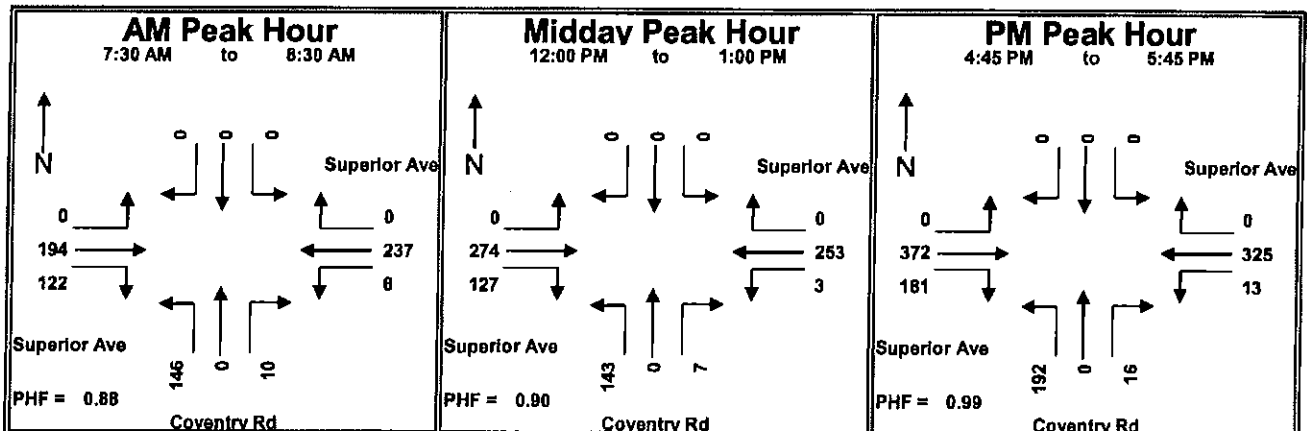 AM Peak Hour
7:30 AM to 8:30 AM
0 0 0
N
Superior Ave
0 0
194 237
122
Superior Ave
146 0 10
PHF = 0.88
Coventry Rd
Midday Peak Hour
12:00 PM to 1:00 PM
0 0 0
N
Superior Ave
0 0
274 253
127 3
Superior Ave
143 0 7
PHF = 0.90
Coventry Rd
PM Peak Hour
4:45 PM to 5:45 PM
0 0 0
N
Superior Ave
0 0
372 325
181 13
Superior Ave
192 0 16
PHF = 0.99
Coventry Rd